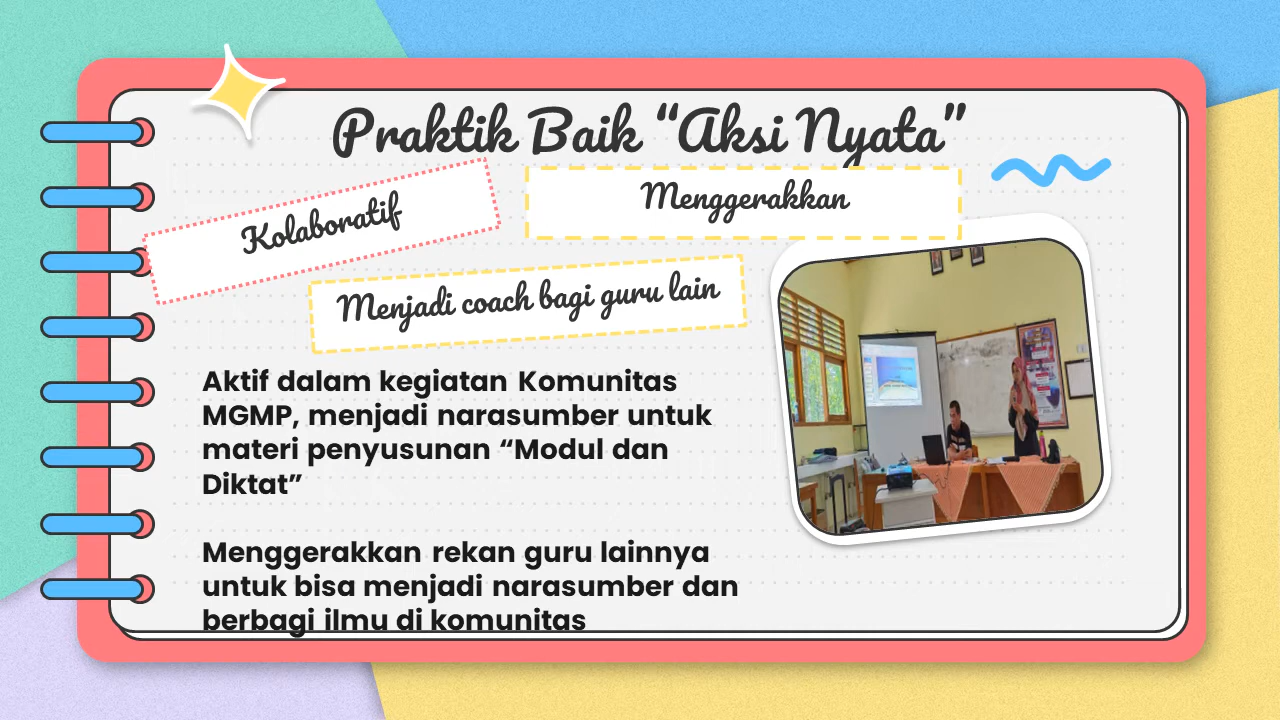 Praktik Baik “Aksi Nyata”
Kolaboratif
Menggerakkan
Menjadi coach bagi guru lain
Aktif dalam kegiatan Komunitas
MGMP, menjadi narasumber untuk
materi penyusunan “Modul dan
Diktat”
Menggerakkan rekan guru lainnya
untuk bisa menjadi narasumber dan
berbagi ilmu di komunitas